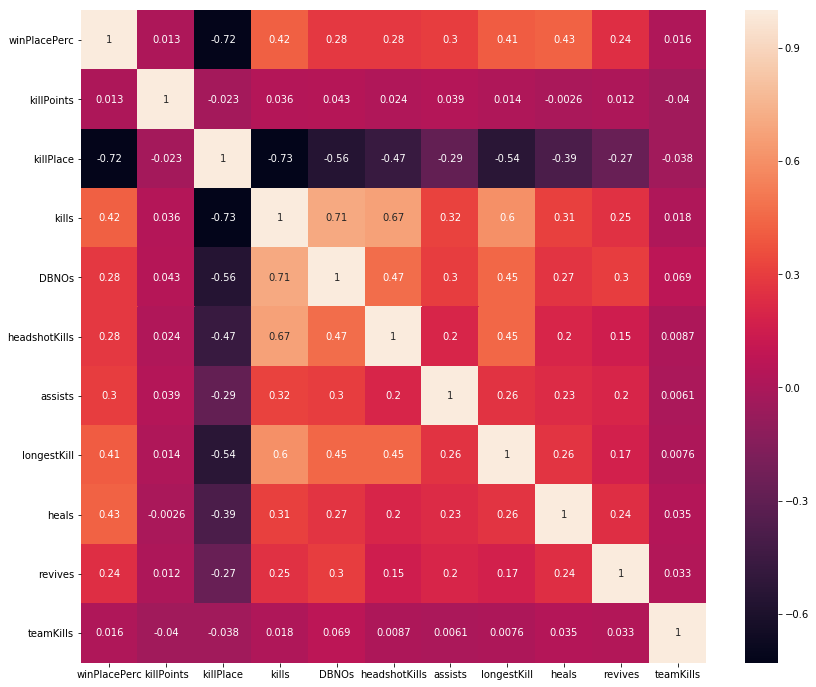 winPlacePerc 1 0.013 -0.72 0.42 0.28 0.28 0.3 0.41 0.43 0.24 0.016
killPoints 0.013 1 -0.023 0.036 0.043 0.024 0.039 0.014 -0.0026 0.012 -0.04
killPlace -0.72 -0.023 1 -0.73 -0.56 -0.47 -0.29 -0.54 -0.39 -0.27 -0.038
kills 0.42 0.036 -0.73 1 0.71 0.67 0.32 0.6 0.31 0.25 0.018
DBNOs 0.28 0.043 -0.56 0.71 1 0.47 0.3 0.45 0.27 0.3 0.069
headshotKills 0.28 0.024 -0.47 0.67 0.47 1 0.2 0.45 0.2 0.15 0.0087
assists 0.3 0.039 -0.29 0.32 0.3 0.2 1 0.26 0.23 0.2 0.0061
longestKill 0.41 0.014 -0.54 0.6 0.45 0.45 0.26 1 0.26 0.17 0.0076
heals 0.43 -0.0026 -0.39 0.31 0.27 0.2 0.23 0.26 1 0.24 0.035
revives 0.24 0.012 -0.27 0.25 0.3 0.15 0.2 0.17 0.24 1 0.033
teamKills 0.016 -0.04 -0.038 0.018 0.069 0.0087 0.0061 0.0076 0.035 0.033 1
winPlacePerc killPoints killPlace kills DBNOs headshotKills assists longestKill heals revives teamKills
0.9
0.6
0.3
0.0
-0.3
-0.6